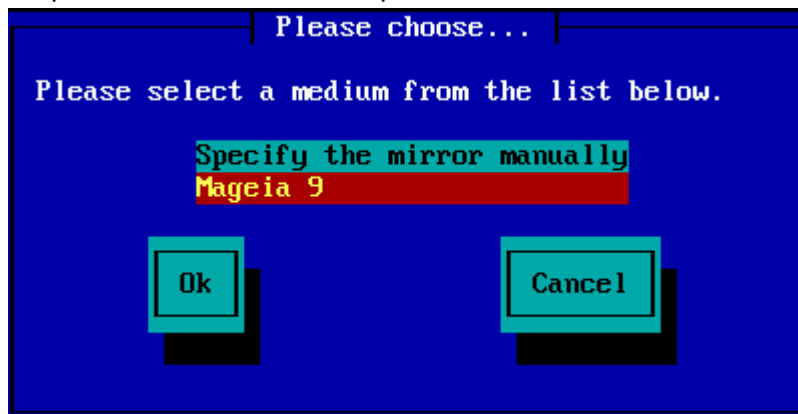 Please choose...
Please select a medium from the list below.
Specify the mirror manually
Mageia 9
Ok Cancel